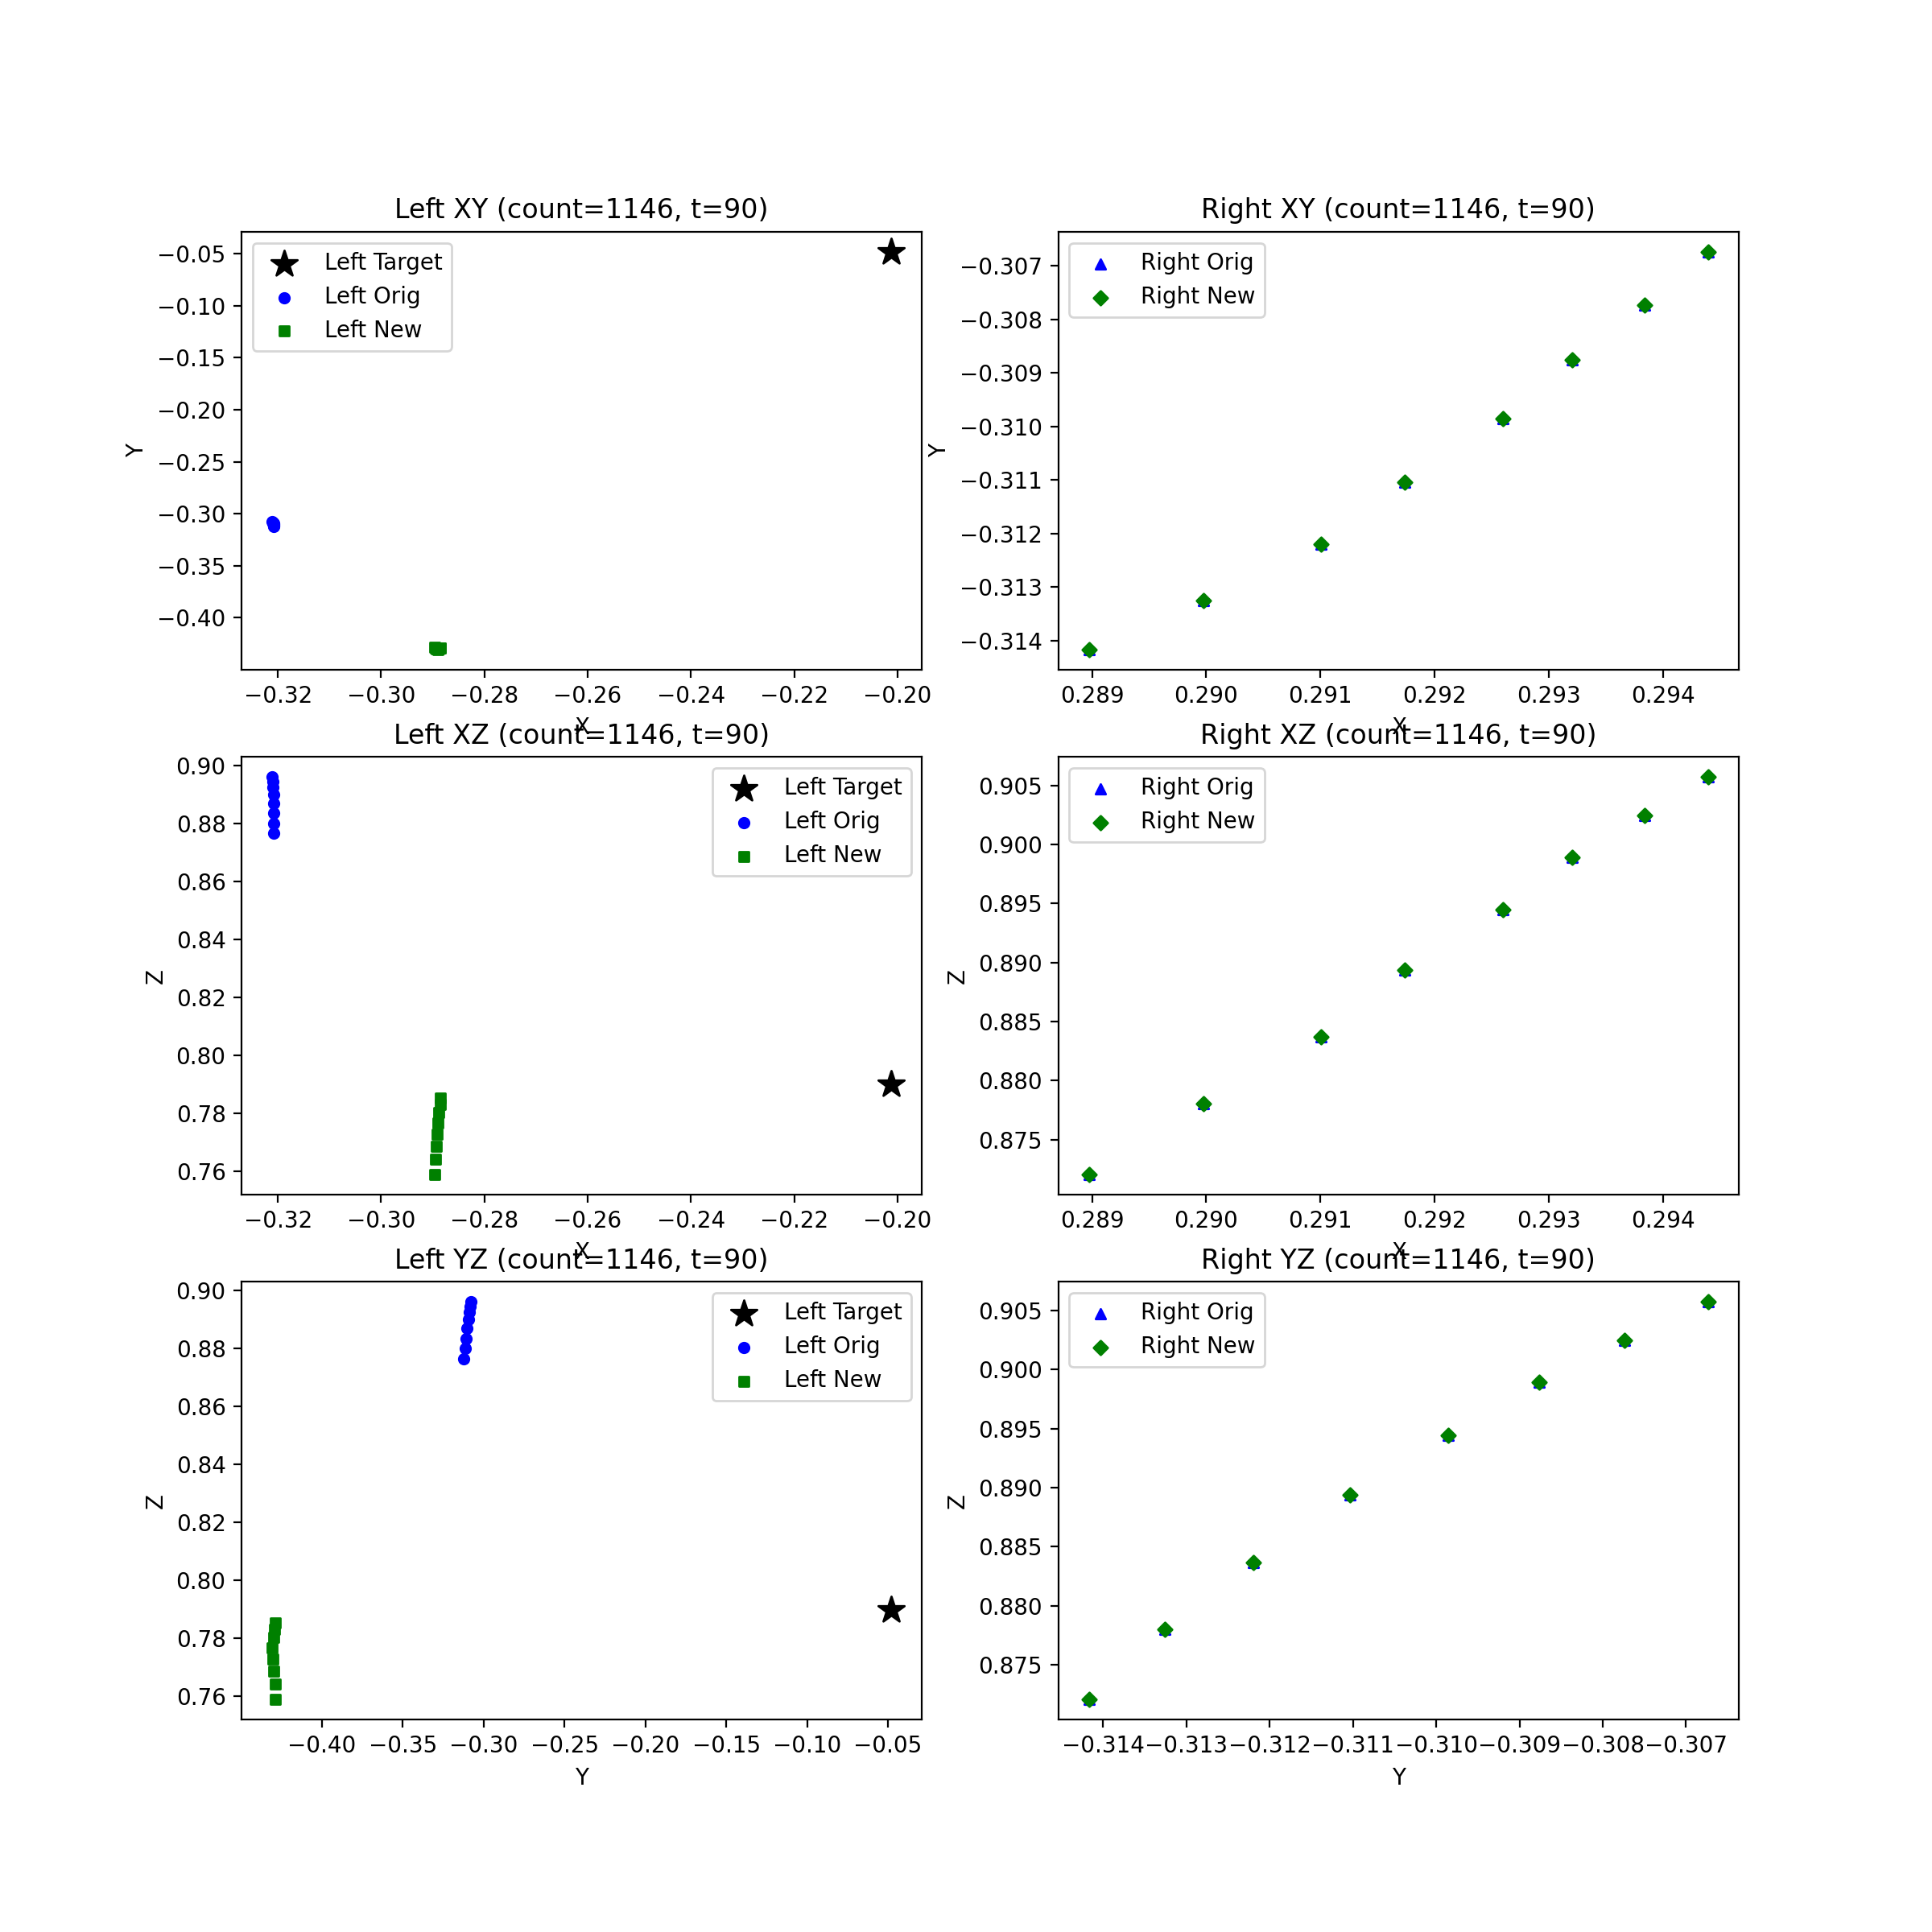 Left XY (count=1146, t=90)
Left Target
Left Orig
Left New
−0.05
−0.10
−0.15
−0.20
−0.25
−0.30
−0.35
−0.40
Y
−0.32
−0.30
−0.28
−0.26
−0.24
−0.22
−0.20
X
Right XY (count=1146, t=90)
Right Orig
Right New
−0.307
−0.308
−0.309
−0.310
−0.311
−0.312
−0.313
−0.314
Y
0.289
0.290
0.291
0.292
0.293
0.294
X
Left XZ (count=1146, t=90)
Left Target
Left Orig
Left New
0.90
0.88
0.86
0.84
0.82
0.80
0.78
0.76
Z
−0.32
−0.30
−0.28
−0.26
−0.24
−0.22
−0.20
X
Right XZ (count=1146, t=90)
Right Orig
Right New
0.905
0.900
0.895
0.890
0.885
0.880
0.875
Z
0.289
0.290
0.291
0.292
0.293
0.294
X
Left YZ (count=1146, t=90)
Left Target
Left Orig
Left New
0.90
0.88
0.86
0.84
0.82
0.80
0.78
0.76
Z
−0.40
−0.35
−0.30
−0.25
−0.20
−0.15
−0.10
−0.05
Y
Right YZ (count=1146, t=90)
Right Orig
Right New
0.905
0.900
0.895
0.890
0.885
0.880
0.875
Z
−0.314
−0.313
−0.312
−0.311
−0.310
−0.309
−0.308
−0.307
Y